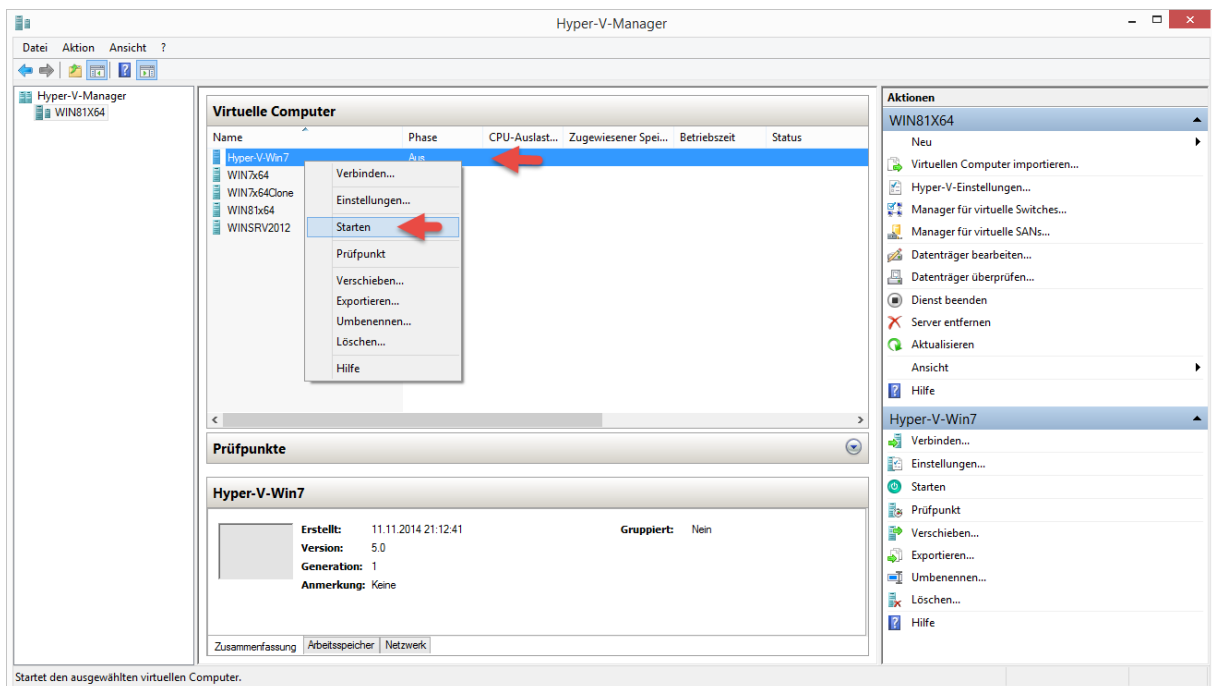 Hyper-V-Manager
Datei Aktion Ansicht ?
Hyper-V-Manager
WIN81X64
Virtuelle Computer
Name Phase CPU-Auslast... Zugewiesener Spei... Betriebszeit Status
Hyper-V-Win7 Aus
WIN7x64
WIN7x64Clone
WIN81x64
WINSRV2012
Verbinden...
Einstellungen...
Starten
Prüfpunkt
Verschieben...
Exportieren...
Umbenennen...
Löschen...
Hilfe
Prüfpunkte
Hyper-V-Win7
Erstellt: 11.11.2014 21:12:41 Gruppiert: Nein
Version: 5.0
Generation: 1
Anmerkung: Keine
Zusammenfassung Arbeitsspeicher Netzwerk
Aktionen
WIN81X64
Neu
Virtuellen Computer importieren...
Hyper-V-Einstellungen...
Manager für virtuelle Switches...
Manager für virtuelle SANs...
Datenträger bearbeiten...
Datenträger überprüfen...
Dienst beenden
Server entfernen
Aktualisieren
Ansicht
Hilfe
Hyper-V-Win7
Verbinden...
Einstellungen...
Starten
Prüfpunkt
Verschieben...
Exportieren...
Umbenennen...
Löschen...
Hilfe
Startet den ausgewählten virtuellen Computer.